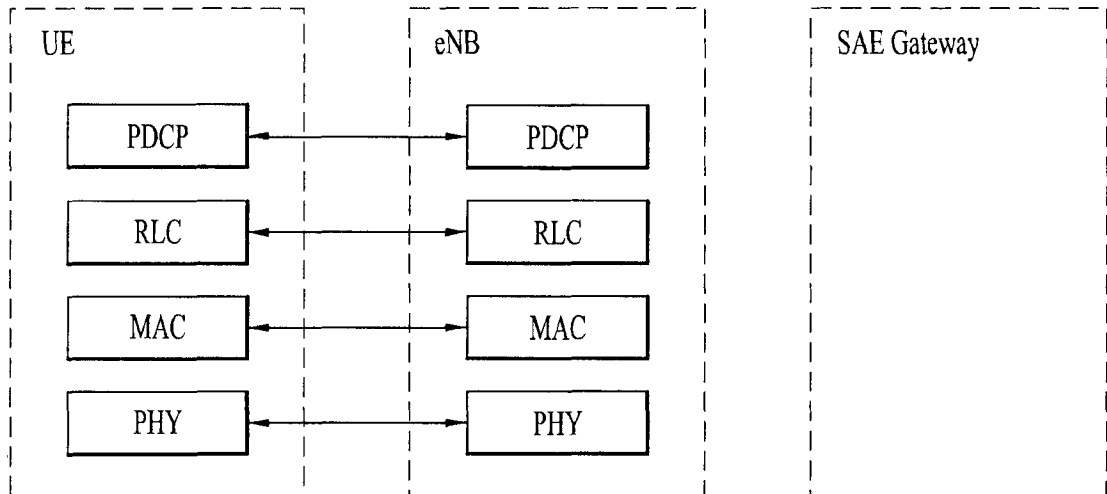 UE eNB SAE Gateway
PDCP PDCP
RLC RLC
MAC MAC
PHY PHY